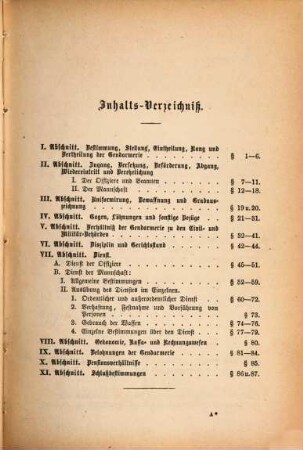 Inhalts-Verzeichniß.
I. Abschnitt. Bestimmung, Stellung, Eintheilung, Rang und
Vertheilung der Gendarmerie § 1—6.
II. Abschnitt. Zugang, Versetzung, Beförderung, Abgang,
Wiedereintritt und Verehelichung
I. Der Offiziere und Beamten § 7—11.
II. Der Mannschaft § 12—18.
III. Abschnitt. Uniformirung, Bewaffnung und Gradaus-
zeichnung § 19 u. 20.
IV. Abschnitt. Gagen, Löhnungen und sonstige Bezüge § 21—31.
V. Abschnitt. Verhältniß der Gendarmerie zu den Civil- und
Militär-Behörden § 32—41.
VI. Abschnitt. Disziplin und Gerichtsstand § 42—44.
VII. Abschnitt. Dienst.
A. Dienst der Offiziere § 45—51.
B. Dienst der Mannschaft:
I. Allgemeine Bestimmungen § 52—59.
II. Ausübung des Dienstes im Einzelnen.
1. Ordentlicher und außerordentlicher Dienst § 60—72.
2. Verhaftung, Festnahme und Vorführung von
Personen § 73.
3. Gebrauch der Waffen § 74—76.
4. Einzelne Bestimmungen über den Dienst § 77—79.
VIII. Abschnitt. Oekonomie, Kassa- und Rechnungswesen § 80.
IX. Abschnitt. Belohnungen der Gendarmerie § 81—84.
X. Abschnitt. Pensionsverhältnisse § 85.
XI. Abschnitt. Schlußbestimmungen § 86 u. 87.
A*